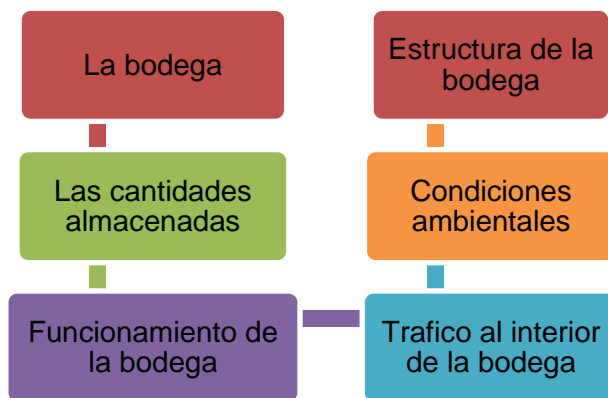 La bodega
Las cantidades
almacenadas
Funcionamiento de
la bodega
Trafico al interior
de la bodega
Condiciones
ambientales
Estructura de la
bodega